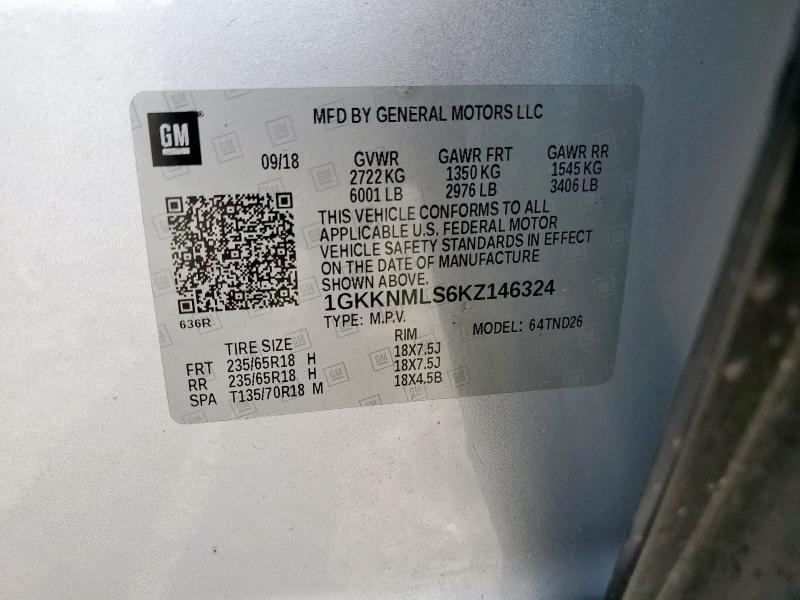 GM
MFD BY GENERAL MOTORS LLC
09/18
GVWR GAWR FRT GAWR RR
2722 KG 1350 KG 1545 KG
6001 LB 2976 LB 3406 LB
THIS VEHICLE CONFORMS TO ALL
APPLICABLE U.S. FEDERAL MOTOR
VEHICLE SAFETY STANDARDS IN EFFECT
ON THE DATE OF MANUFACTURE
SHOWN ABOVE.
1GKKNMLS6KZ146324
636R
TYPE: M.P.V. MODEL: 64TND26
TIRE SIZE RIM
FRT 235/65R18 H 18X7.5J
RR 235/65R18 H 18X7.5J
SPA T135/70R18 M 18X4.5B